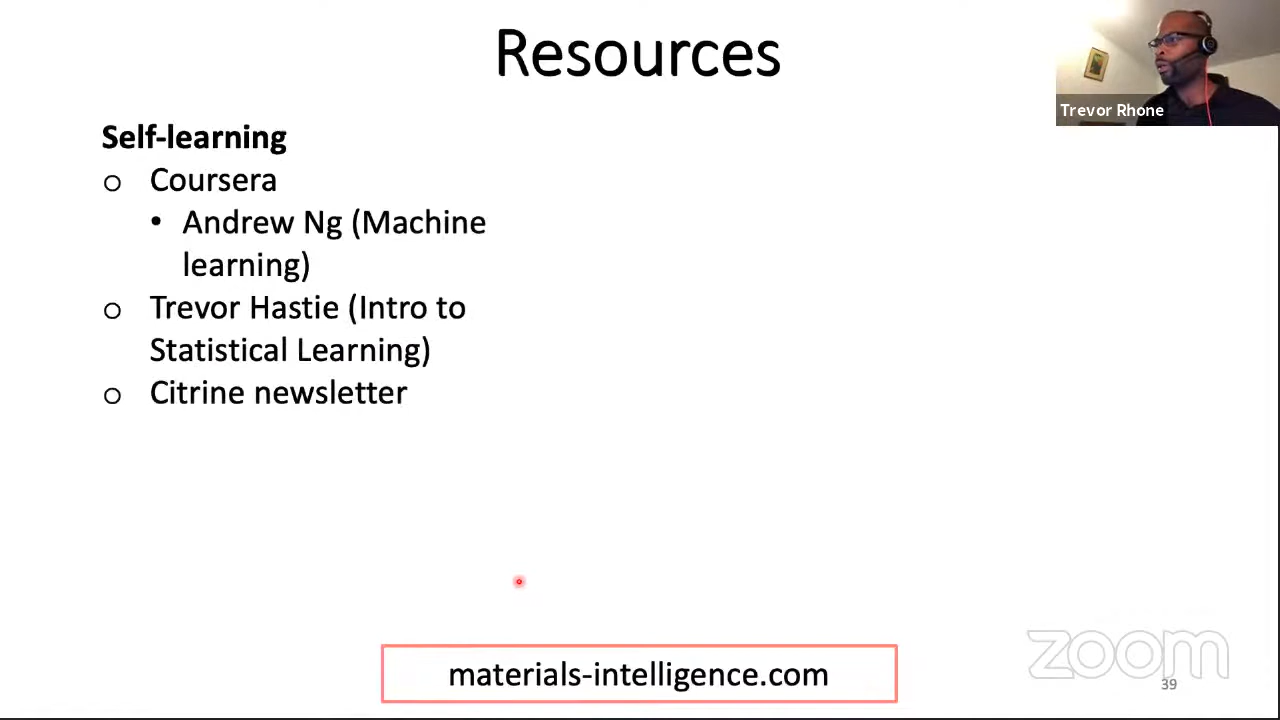 Resources
Trevor Rhone
Self-learning
o Coursera
• Andrew Ng (Machine
learning)
o Trevor Hastie (Intro to
Statistical Learning)
o Citrine newsletter
materials-intelligence.com
zoom
39